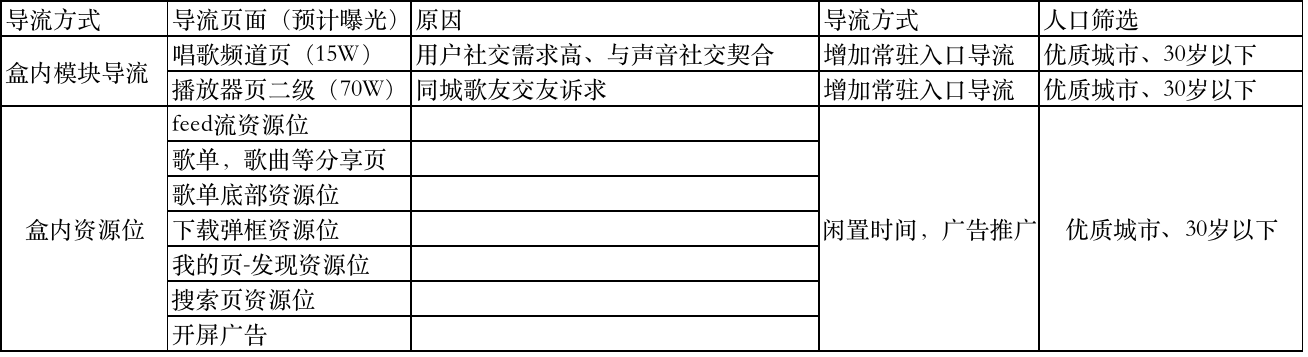 导流方式 导流页面（预计曝光） 原因 导流方式 人口筛选
盒内模块导流 唱歌频道页（15W） 用户社交需求高、与声音社交契合 增加常驻入口导流 优质城市、30岁以下
播放器页二级（70W） 同城歌友交友诉求 增加常驻入口导流 优质城市、30岁以下
盒内资源位 feed流资源位 闲置时间，广告推广 优质城市、30岁以下
歌单，歌曲等分享页
歌单底部资源位
下载弹框资源位
我的页-发现资源位
搜索页资源位
开屏广告